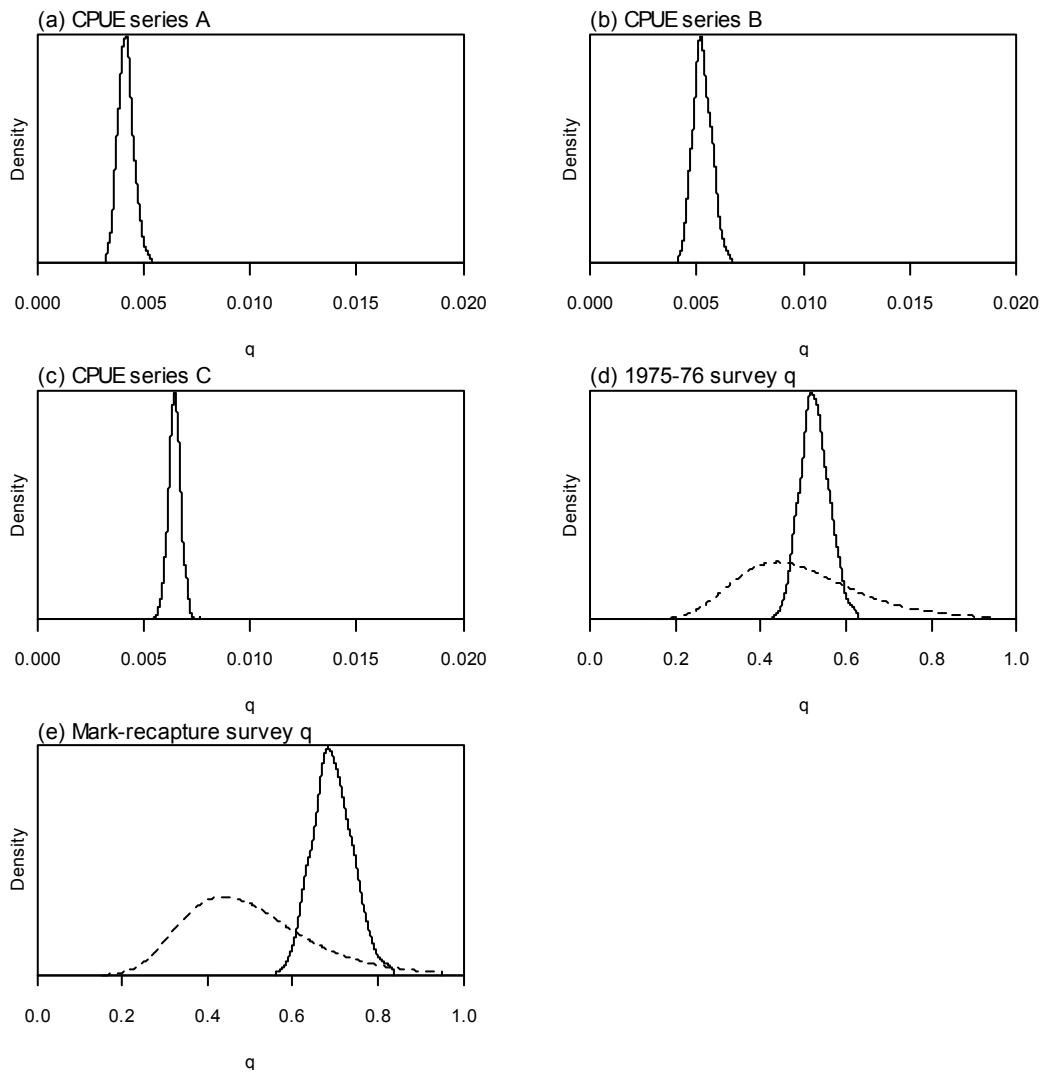 (a) CPUE series A
Density
0.000 0.005 0.010 0.015 0.020
q
(b) CPUE series B
Density
0.000 0.005 0.010 0.015 0.020
q
(c) CPUE series C
Density
0.000 0.005 0.010 0.015 0.020
q
(d) 1975-76 survey q
Density
0.0 0.2 0.4 0.6 0.8 1.0
q
(e) Mark-recapture survey q
Density
0.0 0.2 0.4 0.6 0.8 1.0
q